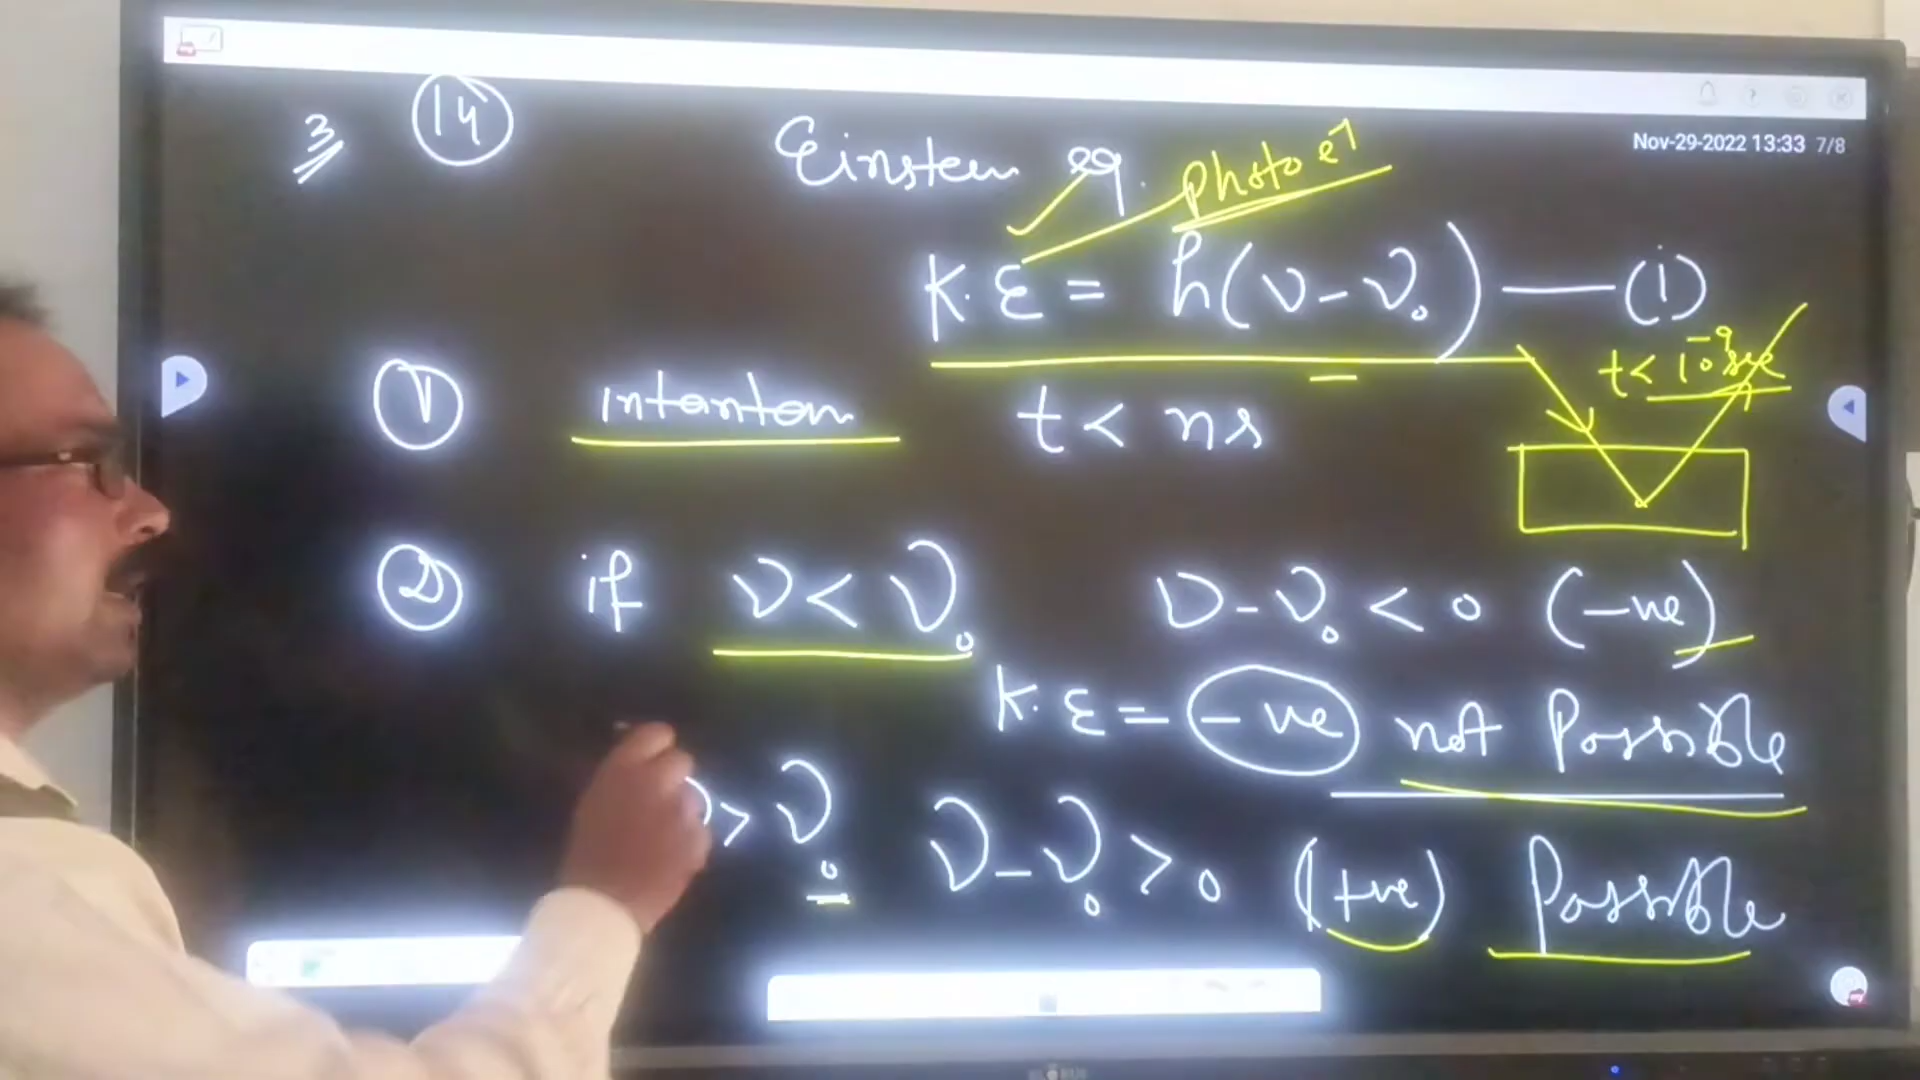 Nov-29-2022 13:33 7/8
3 14
Einsteen eq. Photo e⁻¹
K.E = h(ν-ν₀) — (i)
t< 10⁻⁹ sec
1 intantan t< ns
2 if ν<ν₀ ν-ν₀<0 (-ve)
K.E = -ve not Possible
ν>ν₀ ν-ν₀>0 (+ve) Possible